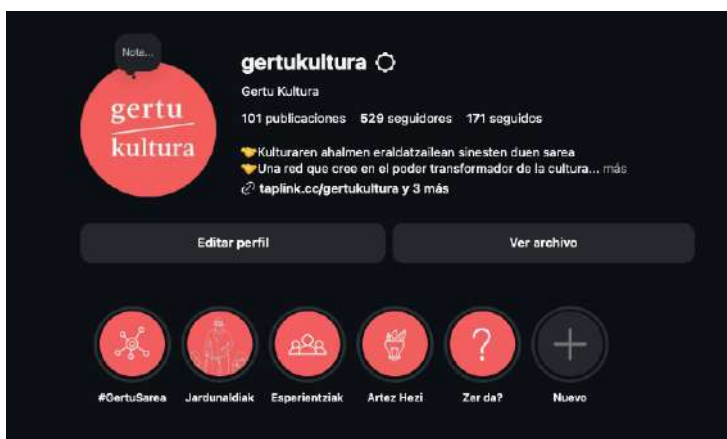 Nota...
gertu
kultura
gertukultura
Gertu Kultura
101 publicaciones 529 seguidores 171 seguidos
Kulturaren ahalmen eraldatzailean sinesten duen sarea
Una red que cree en el poder transformador de la cultura... más
taplink.cc/gertukultura y 3 más
Editar perfil
Ver archivo
#GertuSarea
Jardunaldiak
Esperientziak
Artez Hezi
?
Zer da?
Nuevo